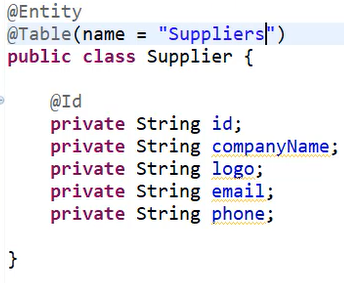 @Entity
@Table(name = "Suppliers")
public class Supplier {
@Id
private String id;
private String companyName;
private String logo;
private String email;
private String phone;
}